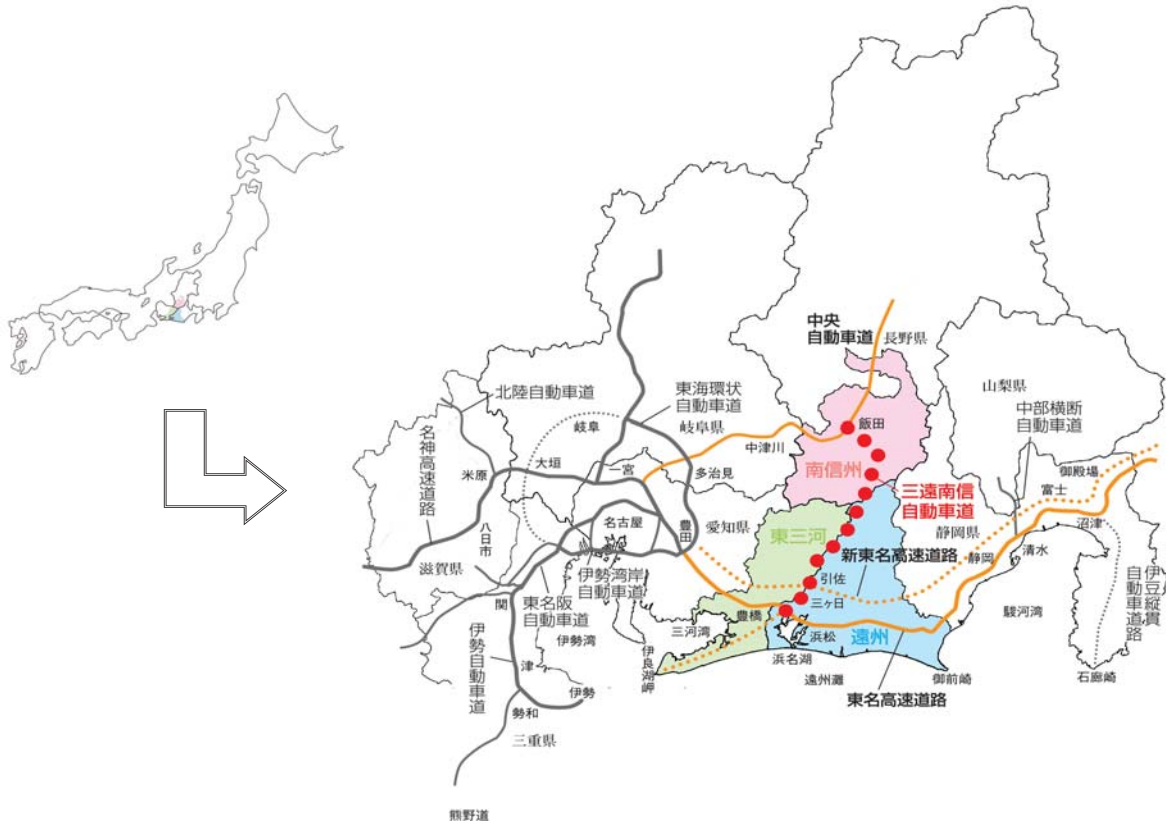 中央
自動車道
長野県
北陸自動車道
東海環状
自動車道
山梨県
中部横断
自動車道
名神高速道路
岐阜
岐阜県
飯田
中津川
大垣
一宮
多治見
米原
南信州
三遠南信
自動車道
御殿場
富士
八日市
名古屋
豊田
愛知県
東三河
静岡県
沼津
新東名高速道路
静岡
清水
滋賀県
伊勢湾岸
自動車道
引佐
伊豆縦貫
自動車道路
関
東名阪
自動車道
三ヶ日
豊橋
駿河湾
伊勢自動車道
伊勢湾
三河湾
浜松
遠州
津
伊良湖岬
浜名湖
遠州灘
御前崎
石廊崎
伊勢
東名高速道路
勢和
三重県
熊野道